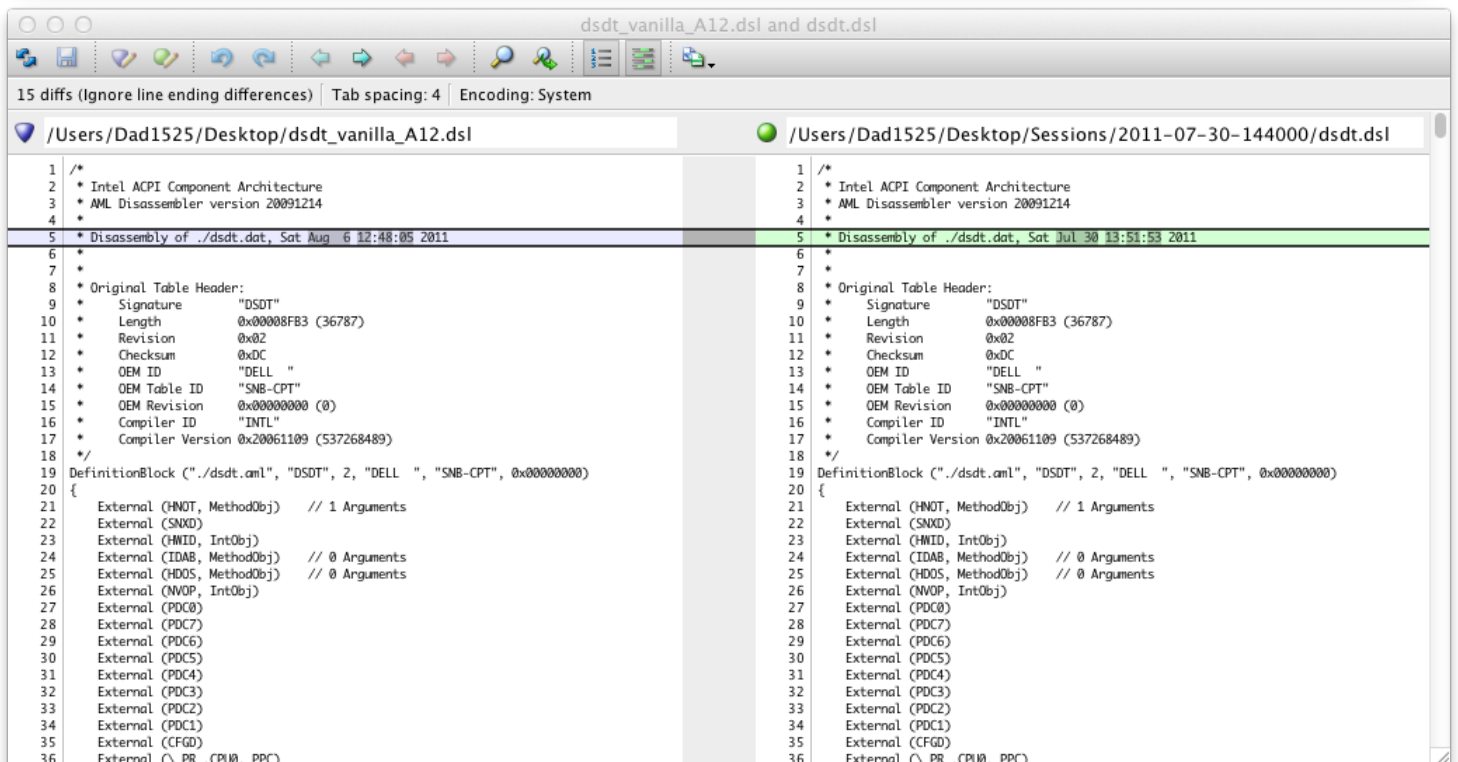 dsdt_vanilla_A12.dsl and dsdt.dsl
15 diffs (Ignore line ending differences) Tab spacing: 4 Encoding: System
/Users/Dad1525/Desktop/dsdt_vanilla_A12.dsl
1 /*
2 * Intel ACPI Component Architecture
3 * AML Disassembler version 20091214
4 *
5 * Disassembly of ./dsdt.dat, Sat Aug  6 12:48:05 2011
6 *
7 *
8 * Original Table Header:
9 *     Signature        "DSDT"
10 *     Length           0x00008FB3 (36787)
11 *     Revision         0x02
12 *     Checksum         0xDC
13 *     OEM ID           "DELL  "
14 *     OEM Table ID     "SNB-CPT"
15 *     OEM Revision     0x00000000 (0)
16 *     Compiler ID      "INTL"
17 *     Compiler Version 0x20061109 (537268489)
18 */
19 DefinitionBlock ("./dsdt.aml", "DSDT", 2, "DELL  ", "SNB-CPT", 0x00000000)
20 {
21     External (HNOT, MethodObj)    // 1 Arguments
22     External (SNXD)
23     External (HWID, IntObj)
24     External (IDAB, MethodObj)    // 0 Arguments
25     External (HDOS, MethodObj)    // 0 Arguments
26     External (NVOP, IntObj)
27     External (PDC0)
28     External (PDC7)
29     External (PDC6)
30     External (PDC5)
31     External (PDC4)
32     External (PDC3)
33     External (PDC2)
34     External (PDC1)
35     External (CFGD)
36     External (\_PR_.CPU0._PPC)
/Users/Dad1525/Desktop/Sessions/2011-07-30-144000/dsdt.dsl
1 /*
2 * Intel ACPI Component Architecture
3 * AML Disassembler version 20091214
4 *
5 * Disassembly of ./dsdt.dat, Sat Jul 30 13:51:53 2011
6 *
7 *
8 * Original Table Header:
9 *     Signature        "DSDT"
10 *     Length           0x00008FB3 (36787)
11 *     Revision         0x02
12 *     Checksum         0xDC
13 *     OEM ID           "DELL  "
14 *     OEM Table ID     "SNB-CPT"
15 *     OEM Revision     0x00000000 (0)
16 *     Compiler ID      "INTL"
17 *     Compiler Version 0x20061109 (537268489)
18 */
19 DefinitionBlock ("./dsdt.aml", "DSDT", 2, "DELL  ", "SNB-CPT", 0x00000000)
20 {
21     External (HNOT, MethodObj)    // 1 Arguments
22     External (SNXD)
23     External (HWID, IntObj)
24     External (IDAB, MethodObj)    // 0 Arguments
25     External (HDOS, MethodObj)    // 0 Arguments
26     External (NVOP, IntObj)
27     External (PDC0)
28     External (PDC7)
29     External (PDC6)
30     External (PDC5)
31     External (PDC4)
32     External (PDC3)
33     External (PDC2)
34     External (PDC1)
35     External (CFGD)
36     External (\_PR_.CPU0._PPC)